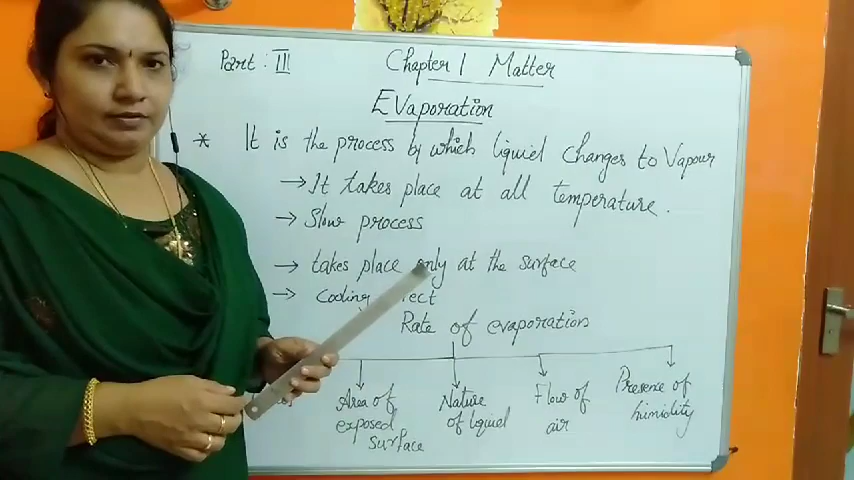 Part : III
Chapter 1 Matter
Evaporation
* It is the process by which liquid Changes to Vapour
→ It takes place at all temperature.
→ Slow process
→ takes place only at the surface
→ Cooling
Rate of evaporation
Area of exposed Surface
Nature of liquid
Flow of air
Presence of humidity